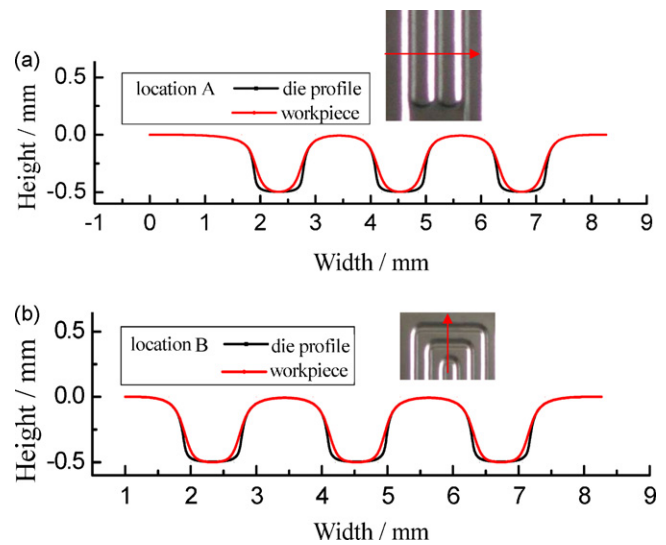 (a)
location A
die profile
workpiece
Height / mm
0.5
0.0
-0.5
-1 0 1 2 3 4 5 6 7 8 9
Width / mm
(b)
location B
die profile
workpiece
Height / mm
0.5
0.0
-0.5
1 2 3 4 5 6 7 8 9
Width / mm